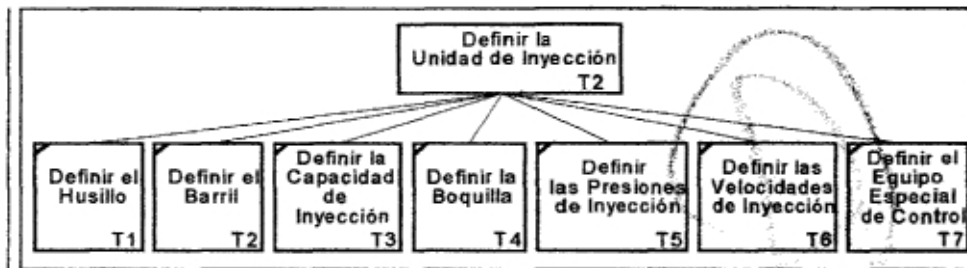 Definir la
Unidad de Inyección
T2
Definir el
Husillo
T1
Definir el
Barril
T2
Definir la
Capacidad
de
Inyección
T3
Definir la
Boquilla
T4
Definir
las Presiones
de Inyección
T5
Definir las
Velocidades
de Inyección
T6
Definir el
Equipo
Especial
de Control
T7